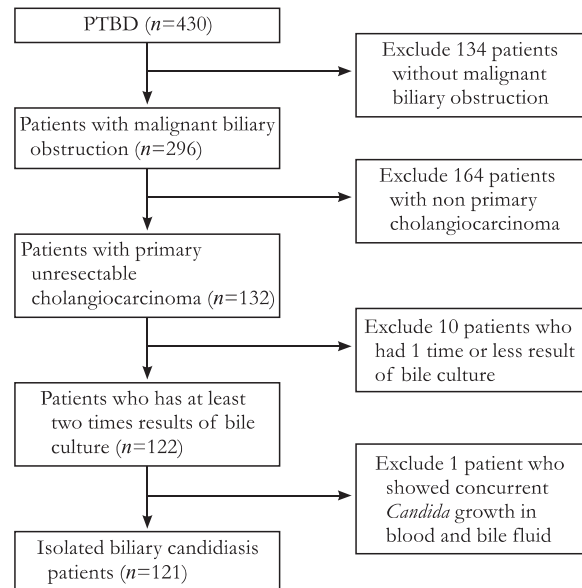 PTBD (n=430)
Exclude 134 patients
without malignant
biliary obstruction
Patients with malignant biliary
obstruction (n=296)
Exclude 164 patients
with non primary
cholangiocarcinoma
Patients with primary
unresectable
cholangiocarcinoma (n=132)
Exclude 10 patients who
had 1 time or less result
of bile culture
Patients who has at least
two times results of bile
culture (n=122)
Exclude 1 patient who
showed concurrent
Candida growth in
blood and bile fluid
Isolated biliary candidiasis
patients (n=121)